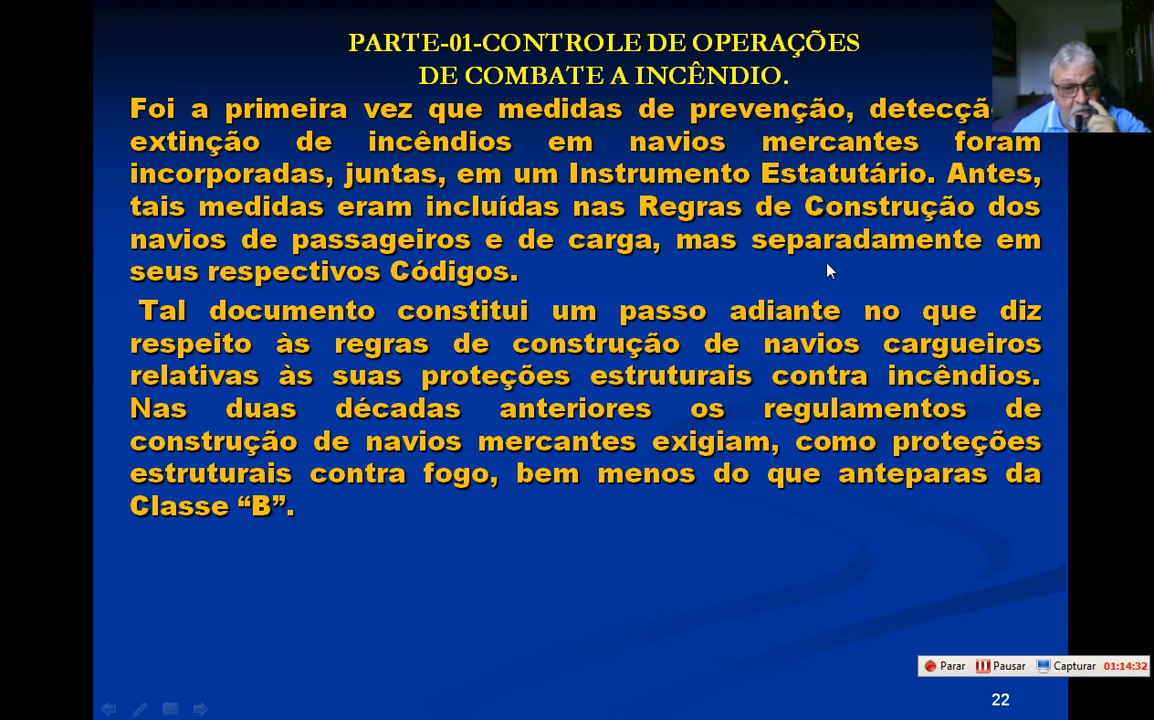 PARTE-01-CONTROLE DE OPERAÇÕES
DE COMBATE A INCÊNDIO.
Foi a primeira vez que medidas de prevenção,
extinção de incêndios em navios mercantes foram
incorporadas, juntas, em um Instrumento Estatutário. Antes,
tais medidas eram incluídas nas Regras de Construção dos
navios de passageiros e de carga, mas separadamente em
seus respectivos Códigos.
Tal documento constitui um passo adiante no que diz
respeito às regras de construção de navios cargueiros
relativas às suas proteções estruturais contra incêndios.
Nas duas décadas anteriores os regulamentos de
construção de navios mercantes exigiam, como proteções
estruturais contra fogo, bem menos do que anteparas da
Classe “B”.
Parar Pausar Capturar 01:14:32
22